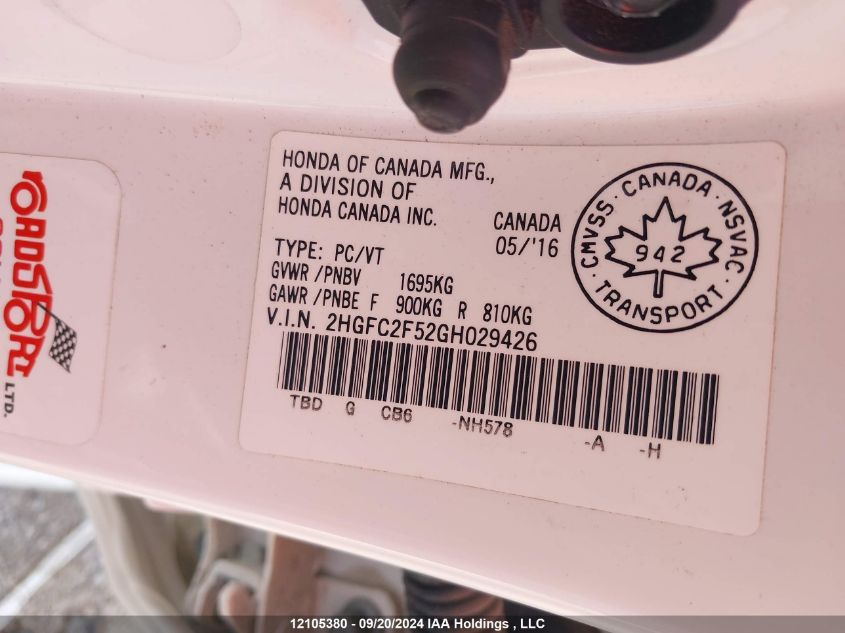 HONDA OF CANADA MFG.,
A DIVISION OF
HONDA CANADA INC.
CANADA
05/'16
TYPE: PC/VT
GVWR /PNBV 1695KG
GAWR /PNBE F 900KG R 810KG
V.I.N. 2HGFC2F52GH029426
TBD G CB6 -NH578 -A -H
CMVSS · CANADA · NSVAC
942
· TRANSPORT ·
ROADSPORT
LTD.
12105380 - 09/20/2024 IAA Holdings , LLC